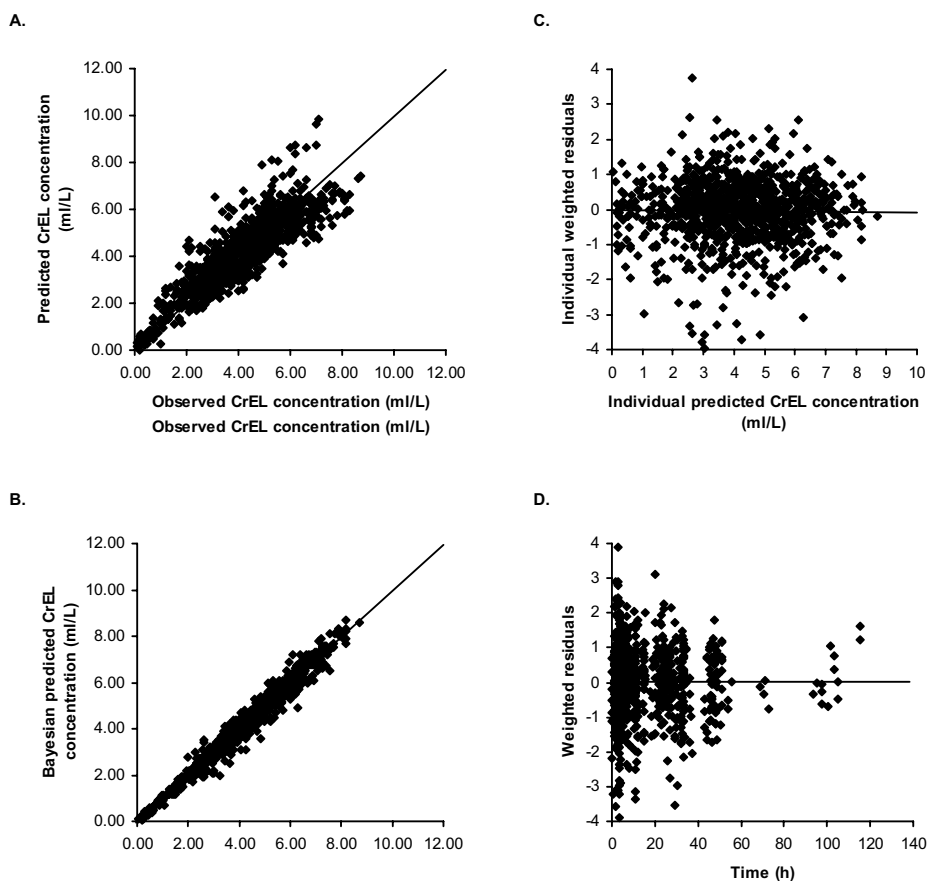 A.
12.00
10.00
8.00
6.00
4.00
2.00
0.00
Predicted CrEL concentration
(ml/L)
0.00 2.00 4.00 6.00 8.00 10.00 12.00
Observed CrEL concentration (ml/L)
Observed CrEL concentration (ml/L)
C.
4
3
2
1
0
-1
-2
-3
-4
Individual weighted residuals
0 1 2 3 4 5 6 7 8 9 10
Individual predicted CrEL concentration
(ml/L)
B.
12.00
10.00
8.00
6.00
4.00
2.00
0.00
Bayesian predicted CrEL
concentration (ml/L)
0.00 2.00 4.00 6.00 8.00 10.00 12.00
D.
4
3
2
1
0
-1
-2
-3
-4
Weighted residuals
0 20 40 60 80 100 120 140
Time (h)